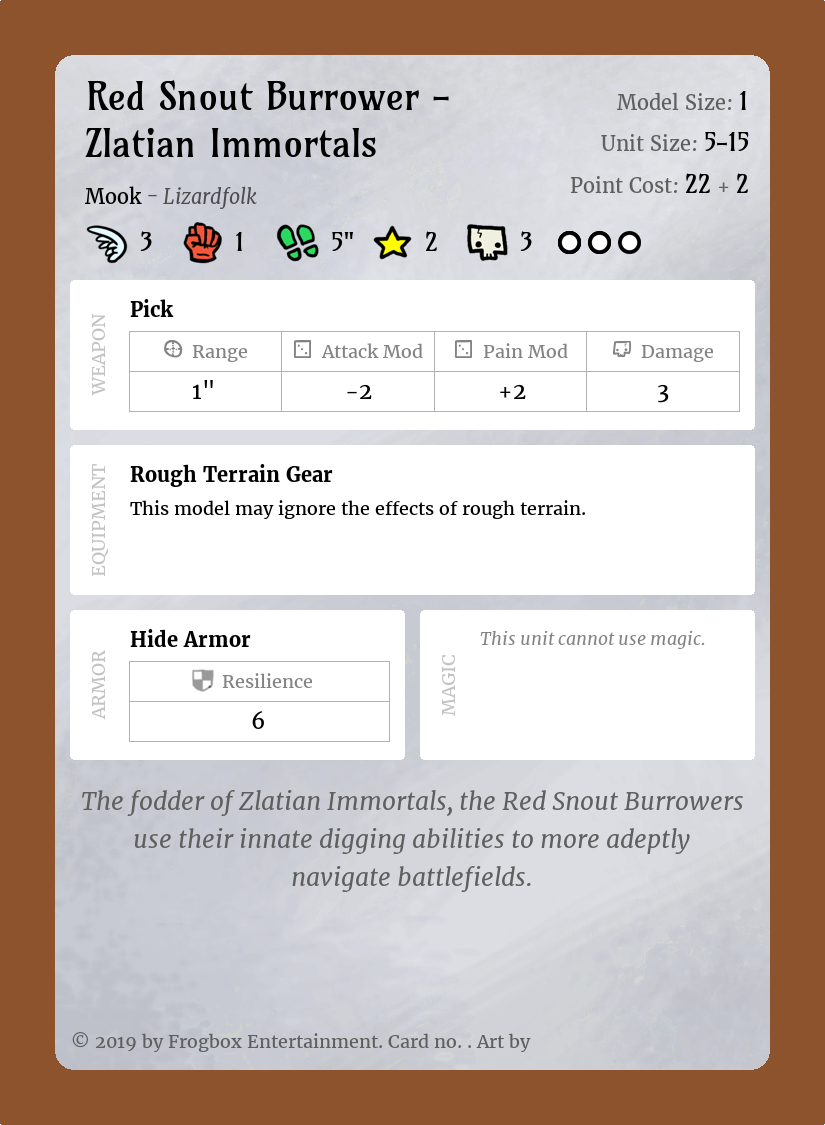 Red Snout Burrower –
Zlatian Immortals
Model Size: 1
Unit Size: 5–15
Point Cost: 22 + 2
Mook – Lizardfolk
3 1 5" 2 3
WEAPON
Pick
Range Attack Mod Pain Mod Damage
1" -2 +2 3
EQUIPMENT
Rough Terrain Gear
This model may ignore the effects of rough terrain.
ARMOR
Hide Armor
Resilience
6
MAGIC
This unit cannot use magic.
The fodder of Zlatian Immortals, the Red Snout Burrowers
use their innate digging abilities to more adeptly
navigate battlefields.
© 2019 by Frogbox Entertainment. Card no. . Art by